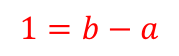 1 = b − a